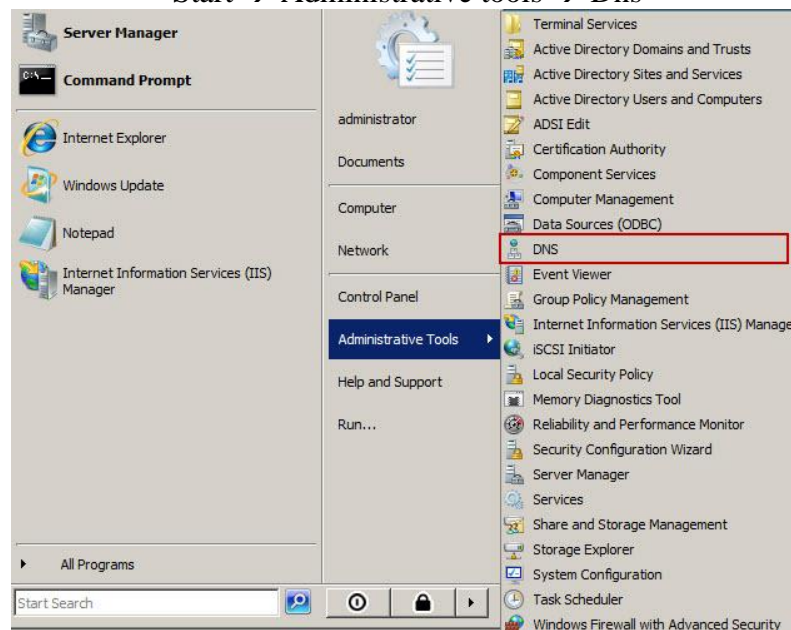 Start → Administrative tools → Dns
Server Manager
C:\
Command Prompt
Internet Explorer
Windows Update
Notepad
Internet Information Services (IIS)
Manager
All Programs
Start Search
administrator
Documents
Computer
Network
Control Panel
Administrative Tools
Help and Support
Run...
Terminal Services
Active Directory Domains and Trusts
Active Directory Sites and Services
Active Directory Users and Computers
ADSI Edit
Certification Authority
Component Services
Computer Management
Data Sources (ODBC)
DNS
Event Viewer
Group Policy Management
Internet Information Services (IIS) Manage
iSCSI Initiator
Local Security Policy
Memory Diagnostics Tool
Reliability and Performance Monitor
Security Configuration Wizard
Server Manager
Services
Share and Storage Management
Storage Explorer
System Configuration
Task Scheduler
Windows Firewall with Advanced Security